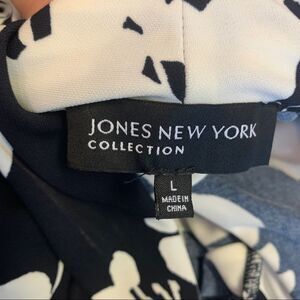 JONES NEW YORK
COLLECTION
L
MADE IN
CHINA